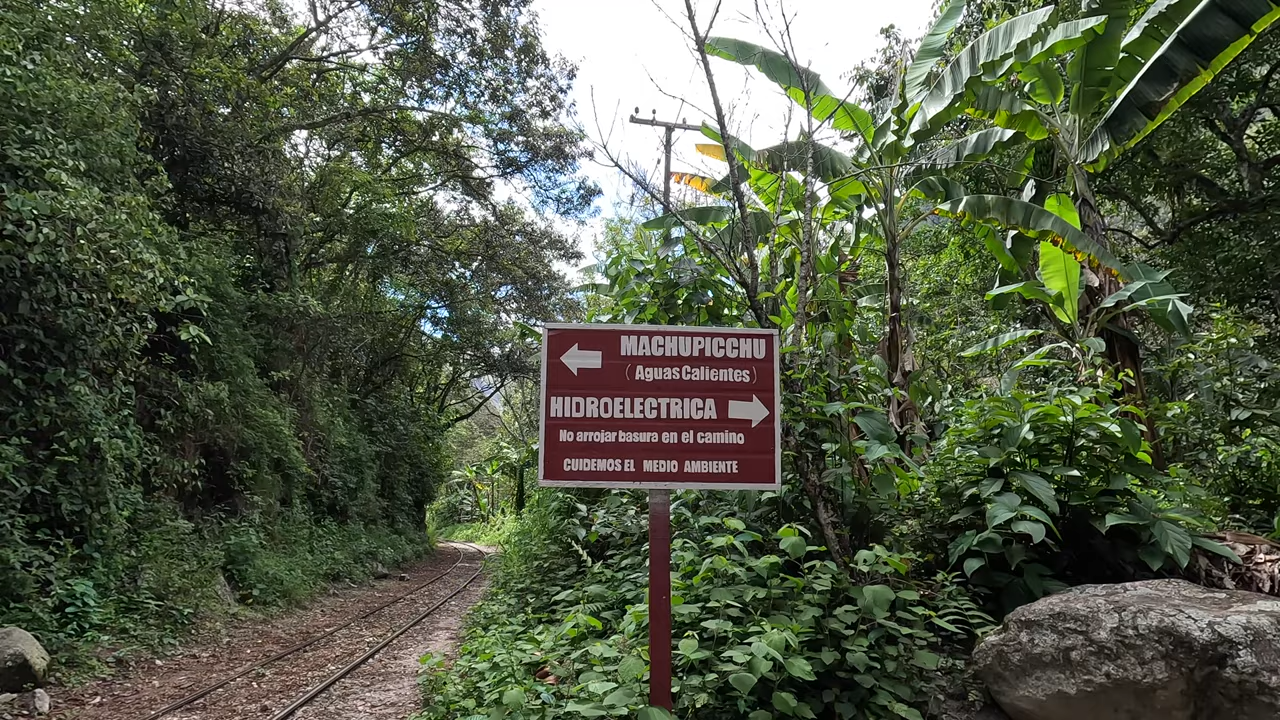 MACHUPICCHU
(Aguas Calientes)
HIDROELECTRICA
No arrojar basura en el camino
CUIDEMOS EL MEDIO AMBIENTE